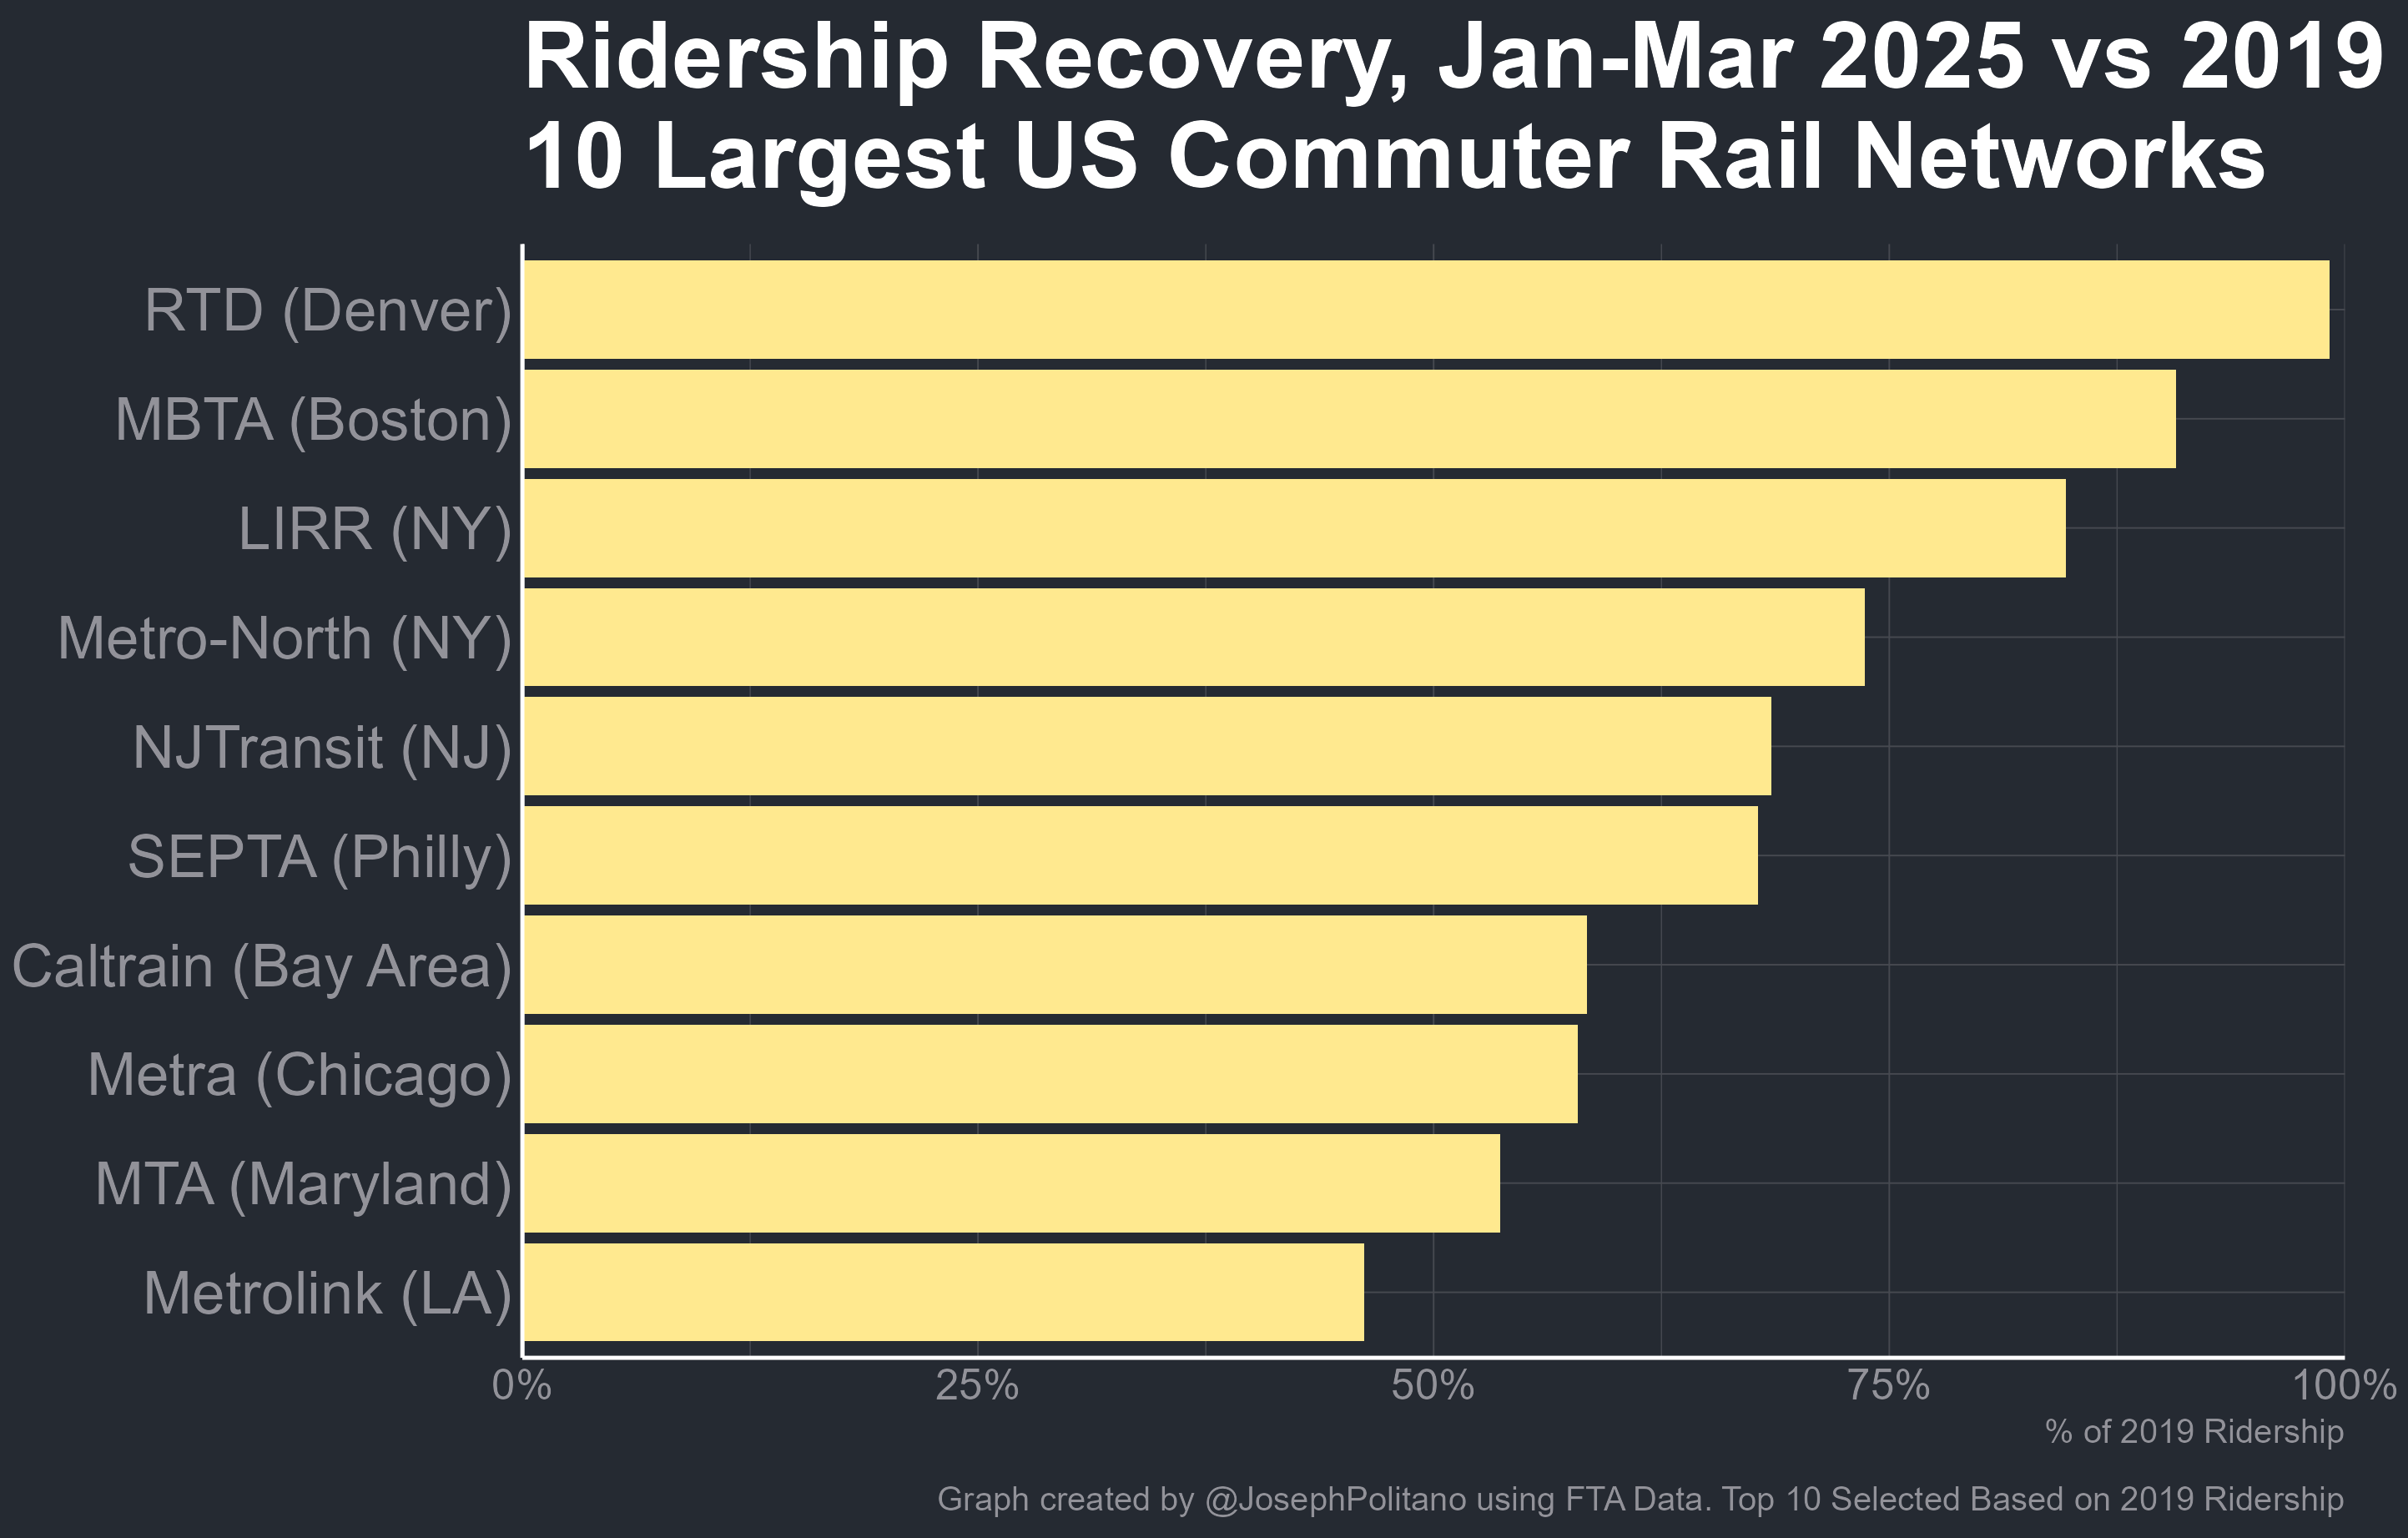 Ridership Recovery, Jan-Mar 2025 vs 2019
10 Largest US Commuter Rail Networks
RTD (Denver)
MBTA (Boston)
LIRR (NY)
Metro-North (NY)
NJTransit (NJ)
SEPTA (Philly)
Caltrain (Bay Area)
Metra (Chicago)
MTA (Maryland)
Metrolink (LA)
0% 25% 50% 75% 100%
% of 2019 Ridership
Graph created by @JosephPolitano using FTA Data. Top 10 Selected Based on 2019 Ridership